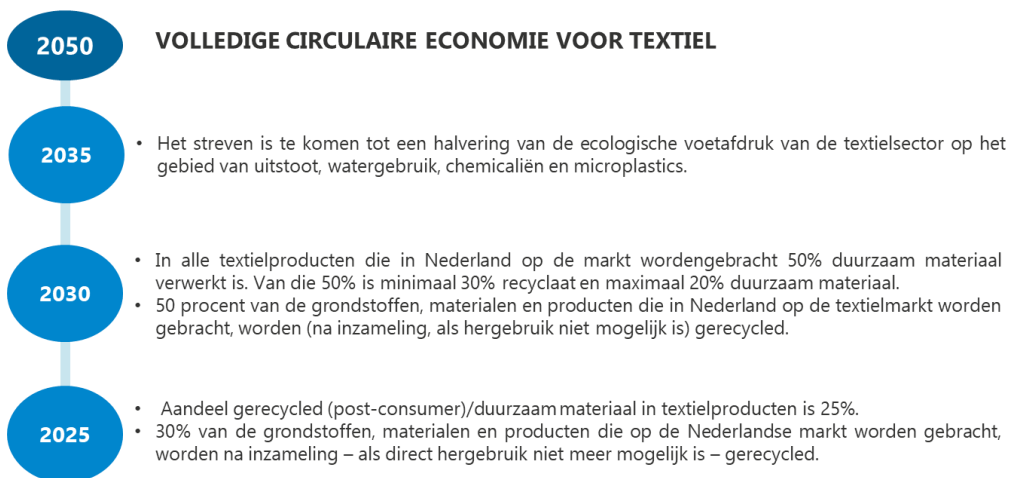 2050
VOLLEDIGE CIRCULAIRE ECONOMIE VOOR TEXTIEL
2035
• Het streven is te komen tot een halvering van de ecologische voetafdruk van de textielsector op het
gebied van uitstoot, watergebruik, chemicaliën en microplastics.
2030
• In alle textielproducten die in Nederland op de markt wordengebracht 50% duurzaam materiaal
verwerkt is. Van die 50% is minimaal 30% recyclaat en maximaal 20% duurzaam materiaal.
• 50 procent van de grondstoffen, materialen en producten die in Nederland op de textielmarkt worden
gebracht, worden (na inzameling, als hergebruik niet mogelijk is) gerecycled.
2025
• Aandeel gerecycled (post-consumer)/duurzaam materiaal in textielproducten is 25%.
• 30% van de grondstoffen, materialen en producten die op de Nederlandse markt worden gebracht,
worden na inzameling – als direct hergebruik niet meer mogelijk is – gerecycled.